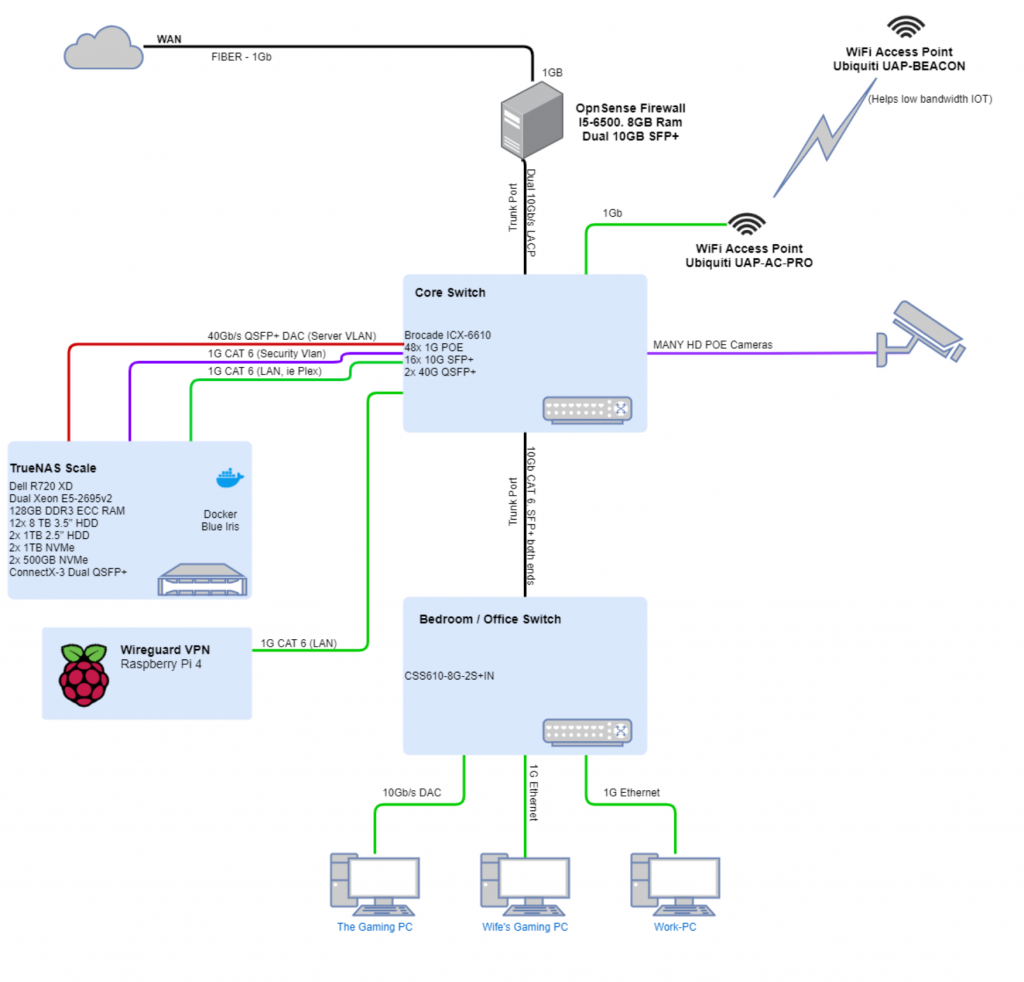 WAN
FIBER - 1Gb
1GB
OpnSense Firewall
I5-6500. 8GB Ram
Dual 10GB SFP+
WiFi Access Point
Ubiquiti UAP-BEACON
(Helps low bandwidth IOT)
Trunk Port
Dual 10Gb/s LACP
1Gb
WiFi Access Point
Ubiquiti UAP-AC-PRO
Core Switch
Brocade ICX-6610
48x 1G POE
16x 10G SFP+
2x 40G QSFP+
40Gb/s QSFP+ DAC (Server VLAN)
1G CAT 6 (Security Vlan)
1G CAT 6 (LAN, ie Plex)
MANY HD POE Cameras
TrueNAS Scale
Dell R720 XD
Dual Xeon E5-2695v2
128GB DDR3 ECC RAM
12x 8 TB 3.5" HDD
2x 1TB 2.5" HDD
2x 1TB NVMe
2x 500GB NVMe
ConnectX-3 Dual QSFP+
Docker
Blue Iris
Trunk Port
10Gb CAT 6. SFP+ both ends
Wireguard VPN
Raspberry Pi 4
1G CAT 6 (LAN)
Bedroom / Office Switch
CSS610-8G-2S+IN
10Gb/s DAC
1G Ethernet
1G Ethernet
The Gaming PC
Wife's Gaming PC
Work-PC